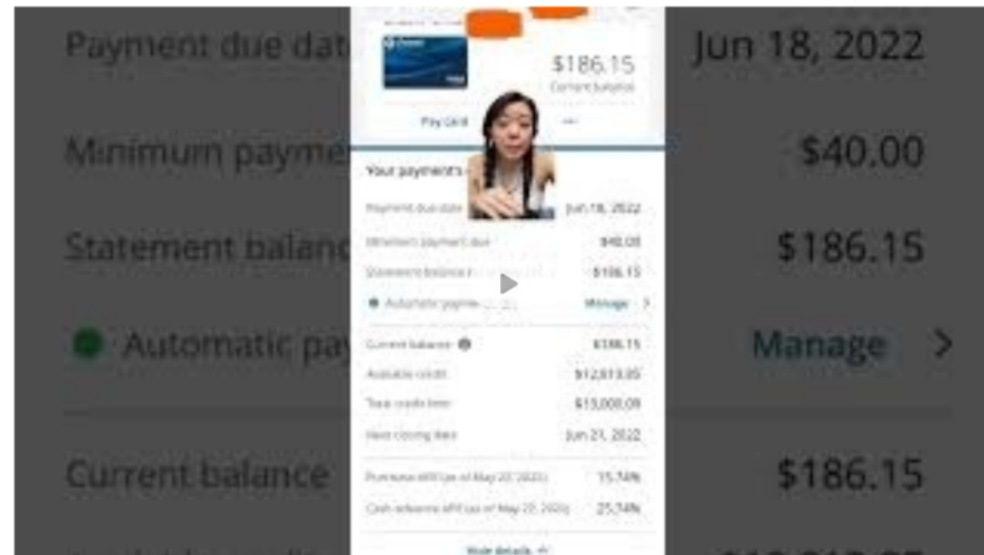 Payment due dat
Jun 18, 2022
Minimum payme
$40.00
Statement balanc
$186.15
Automatic pay
Manage
Current balance
$186.15
$186.15
Current balance
Pay card
Your payment's
Payment due date
Jun 18, 2022
Minimum payment due
$40.00
Statement balance
$186.15
Automatic payme
Manage
Current balance
$186.15
Available credit
$12,813.85
Total credit limit
$13,000.00
Next closing date
Jun 21, 2022
Purchase APR (as of May 22, 2022)
15.74%
Cash advance APR (as of May 22, 2022)
25.74%
Hide details